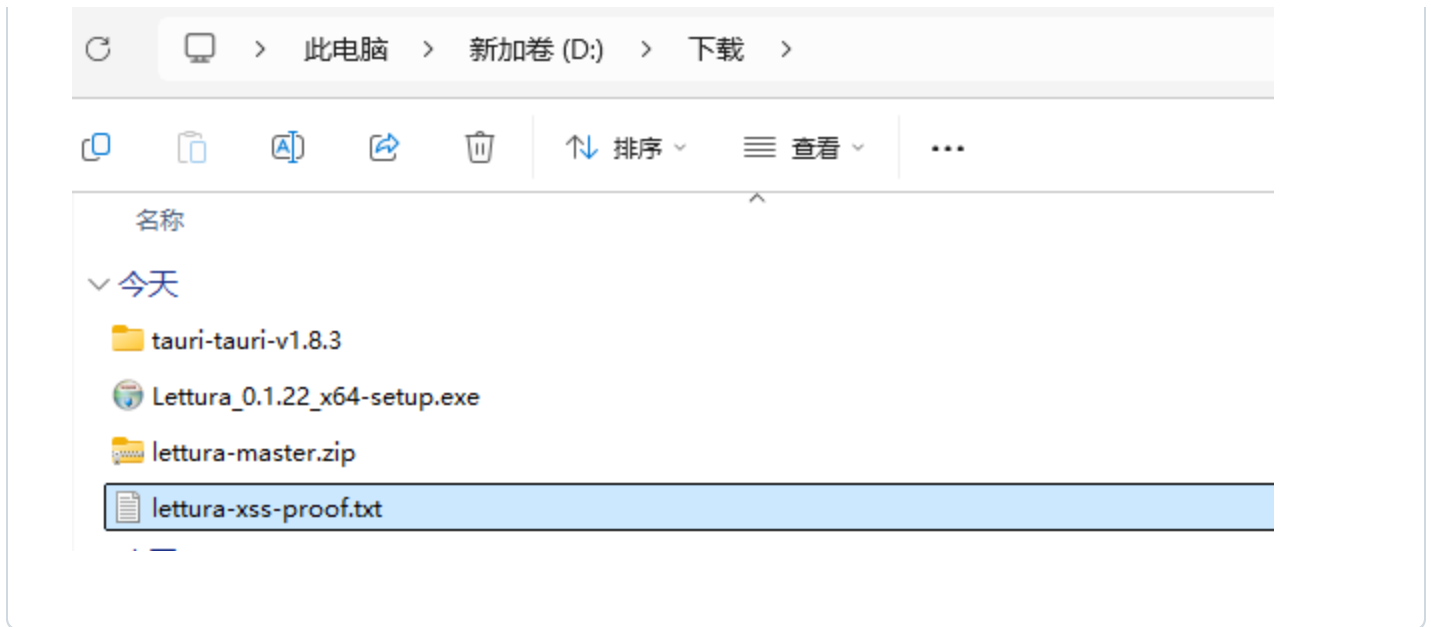 此电脑 > 新加卷 (D:) > 下载 >
排序 查看 ...
名称
今天
tauri-tauri-v1.8.3
Lettura_0.1.22_x64-setup.exe
lettura-master.zip
lettura-xss-proof.txt